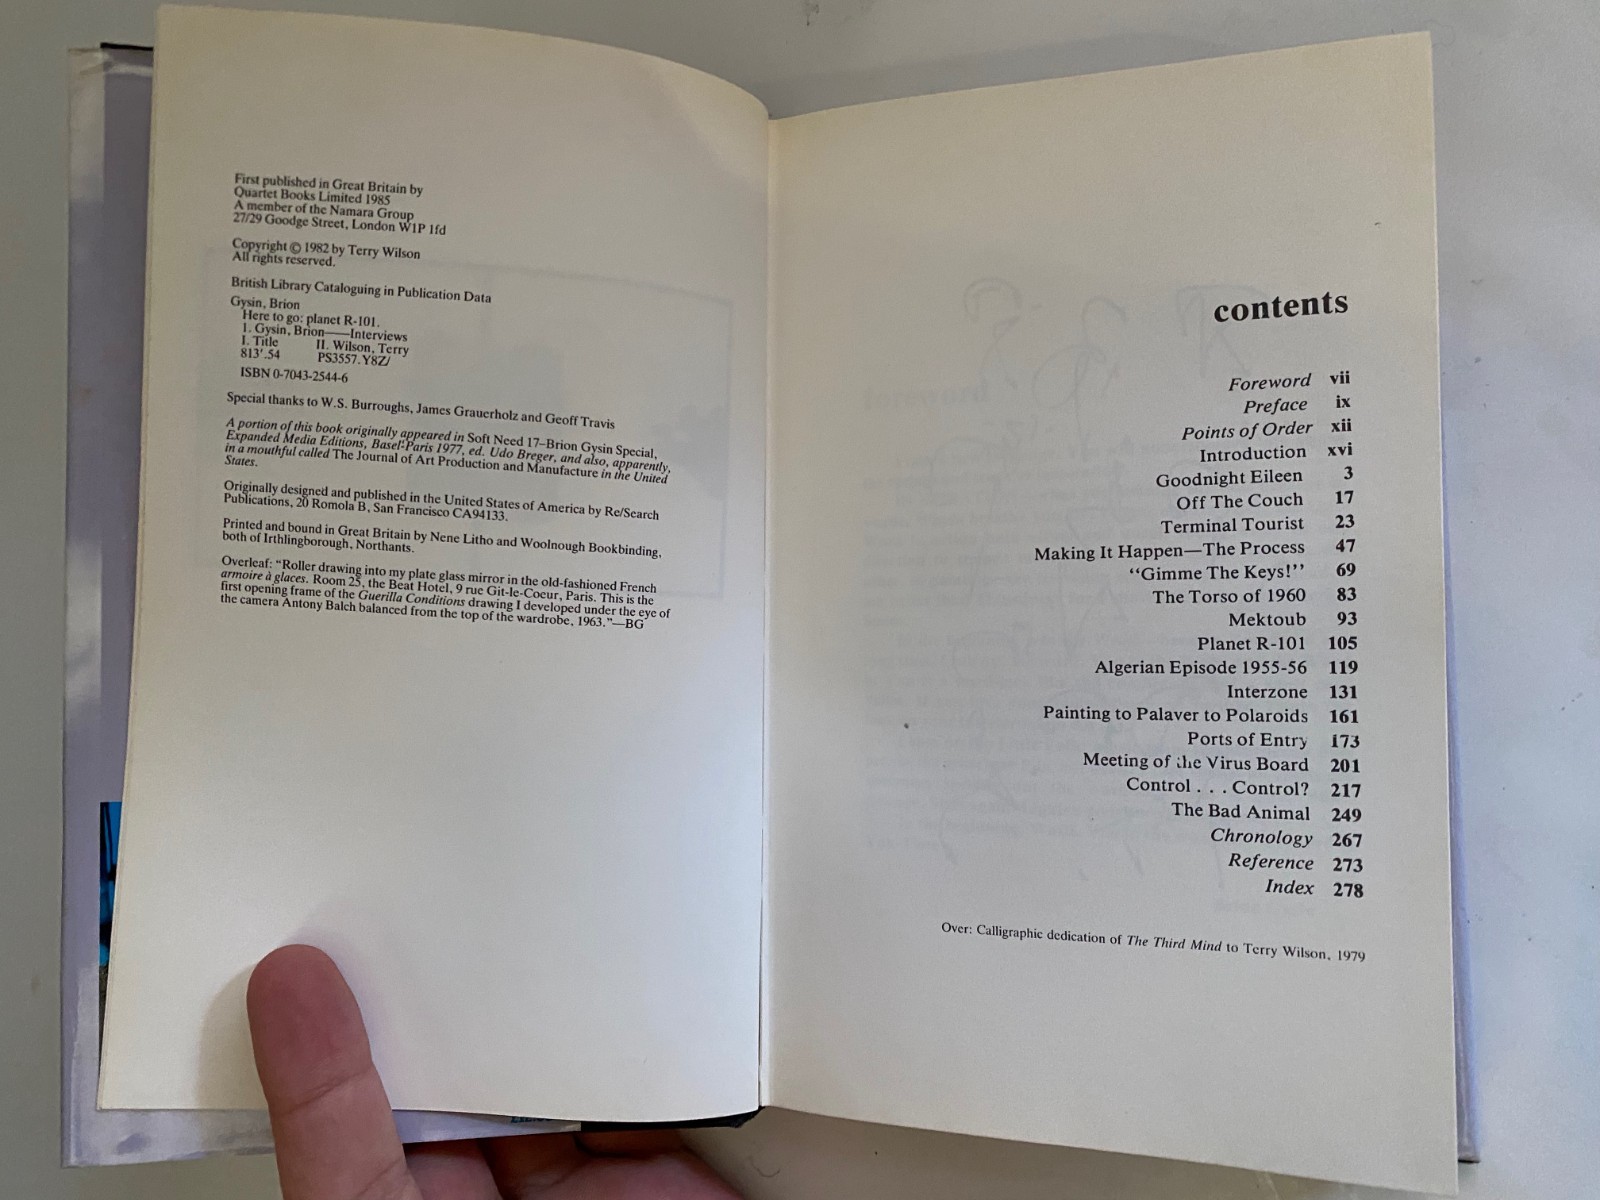 First published in Great Britain by
Quartet Books Limited 1985
A member of the Namara Group
27/29 Goodge Street, London W1P 1fd
Copyright © 1982 by Terry Wilson
All rights reserved.
British Library Cataloguing in Publication Data
Gysin, Brion
Here to go: planet R-101.
1. Gysin, Brion——Interviews
I. Title II. Wilson, Terry
813'.54 PS3557.Y8Z/
ISBN 0-7043-2544-6
Special thanks to W.S. Burroughs, James Grauerholz and Geoff Travis
A portion of this book originally appeared in Soft Need 17–Brion Gysin Special,
Expanded Media Editions, Basel-Paris 1977, ed. Udo Breger, and also, apparently,
in a mouthful called The Journal of Art Production and Manufacture in the United
States.
Originally designed and published in the United States of America by Re/Search
Publications, 20 Romola B, San Francisco CA94133.
Printed and bound in Great Britain by Nene Litho and Woolnough Bookbinding,
both of Irthlingborough, Northants.
Overleaf: "Roller drawing into my plate glass mirror in the old-fashioned French
armoire à glaces. Room 25, the Beat Hotel, 9 rue Git-le-Coeur, Paris. This is the
first opening frame of the Guerilla Conditions drawing I developed under the eye of
the camera Antony Balch balanced from the top of the wardrobe, 1963."—BG
contents
Foreword vii
Preface ix
Points of Order xii
Introduction xvi
Goodnight Eileen 3
Off The Couch 17
Terminal Tourist 23
Making It Happen—The Process 47
"Gimme The Keys!" 69
The Torso of 1960 83
Mektoub 93
Planet R-101 105
Algerian Episode 1955-56 119
Interzone 131
Painting to Palaver to Polaroids 161
Ports of Entry 173
Meeting of the Virus Board 201
Control . . . Control? 217
The Bad Animal 249
Chronology 267
Reference 273
Index 278
Over: Calligraphic dedication of The Third Mind to Terry Wilson, 1979